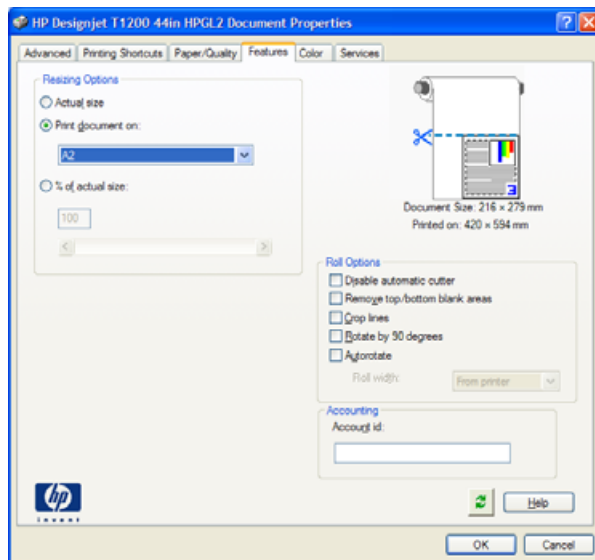 HP Designjet T1200 44in HPGL2 Document Properties
Advanced Printing Shortcuts Paper/Quality Features Color Services
Resizing Options
Actual size
Print document on:
A2
% of actual size:
100
3
Document Size: 216 × 279 mm
Printed on: 420 × 594 mm
Roll Options
Disable automatic cutter
Remove top/bottom blank areas
Crop lines
Rotate by 90 degrees
Autorotate
Roll width: From printer
Accounting
Account id:
hp
invent
Help
OK Cancel